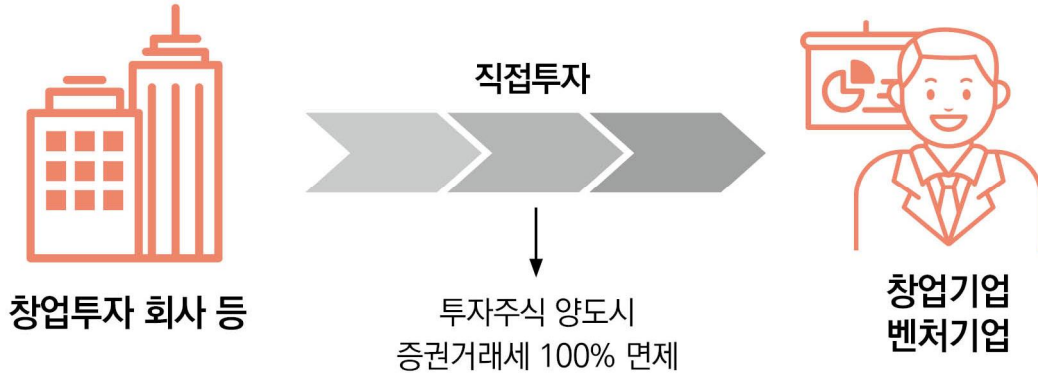 직접투자
창업투자 회사 등
투자주식 양도시
증권거래세 100% 면제
창업기업
벤처기업